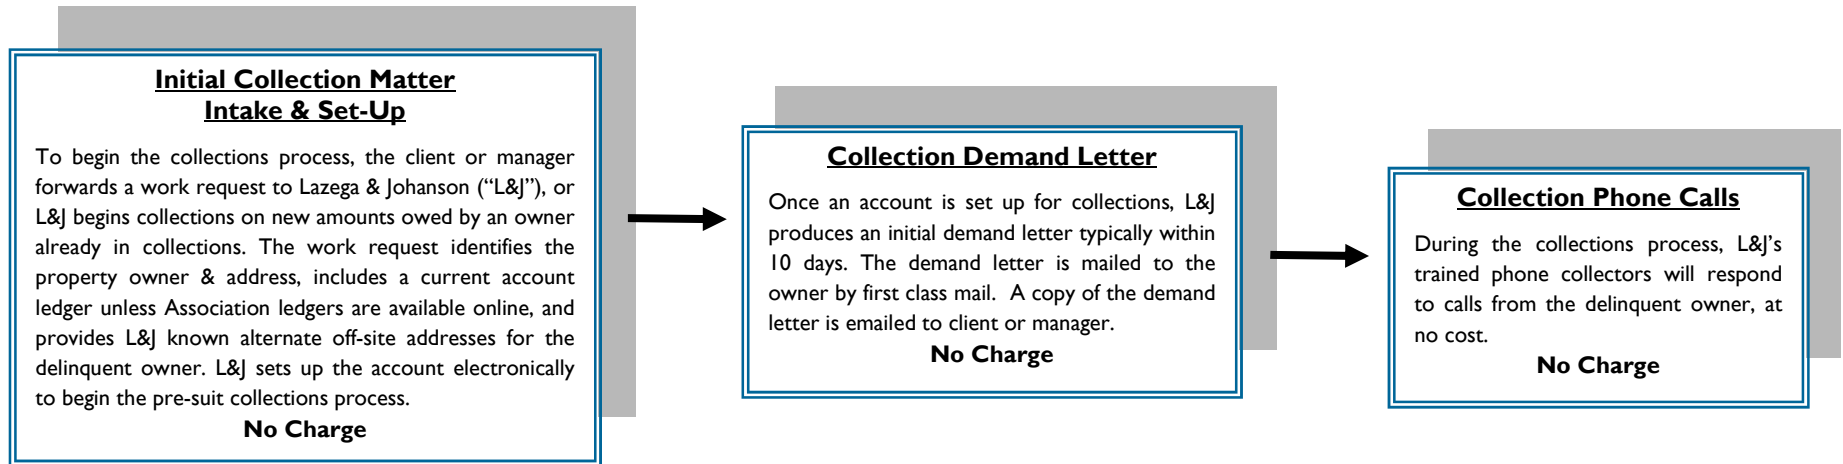 Initial Collection Matter
Intake & Set-Up
To begin the collections process, the client or manager
forwards a work request to Lazega & Johanson (“L&J”), or
L&J begins collections on new amounts owed by an owner
already in collections. The work request identifies the
property owner & address, includes a current account
ledger unless Association ledgers are available online, and
provides L&J known alternate off-site addresses for the
delinquent owner. L&J sets up the account electronically
to begin the pre-suit collections process.
No Charge
Collection Demand Letter
Once an account is set up for collections, L&J
produces an initial demand letter typically within
10 days. The demand letter is mailed to the
owner by first class mail. A copy of the demand
letter is emailed to client or manager.
No Charge
Collection Phone Calls
During the collections process, L&J’s
trained phone collectors will respond
to calls from the delinquent owner, at
no cost.
No Charge